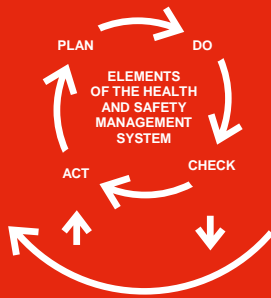 PLAN
DO
ELEMENTS
OF THE HEALTH
AND SAFETY
MANAGEMENT
SYSTEM
CHECK
ACT